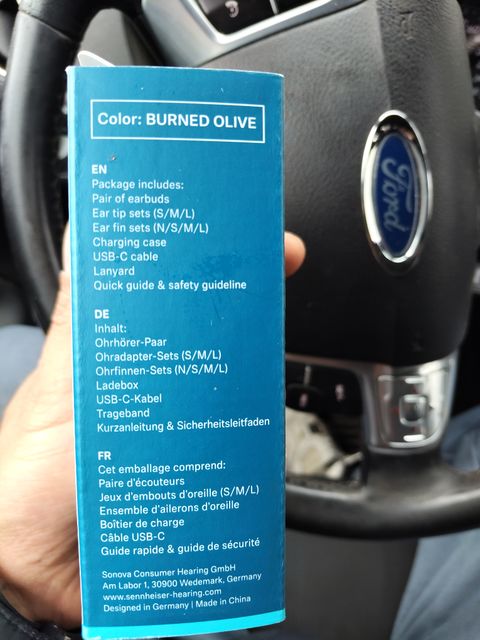 Color: BURNED OLIVE
EN
Package includes:
Pair of earbuds
Ear tip sets (S/M/L)
Ear fin sets (N/S/M/L)
Charging case
USB-C cable
Lanyard
Quick guide & safety guideline
DE
Inhalt:
Ohrhörer-Paar
Ohradapter-Sets (S/M/L)
Ohrfinnen-Sets (N/S/M/L)
Ladebox
USB-C-Kabel
Trageband
Kurzanleitung & Sicherheitsleitfaden
FR
Cet emballage comprend:
Paire d'écouteurs
Jeux d'embouts d'oreille (S/M/L)
Ensemble d'ailerons d'oreille
Boîtier de charge
Câble USB-C
Guide rapide & guide de sécurité
Sonova Consumer Hearing GmbH
Am Labor 1, 30900 Wedemark, Germany
www.sennheiser-hearing.com
Designed in Germany | Made in China
Ford